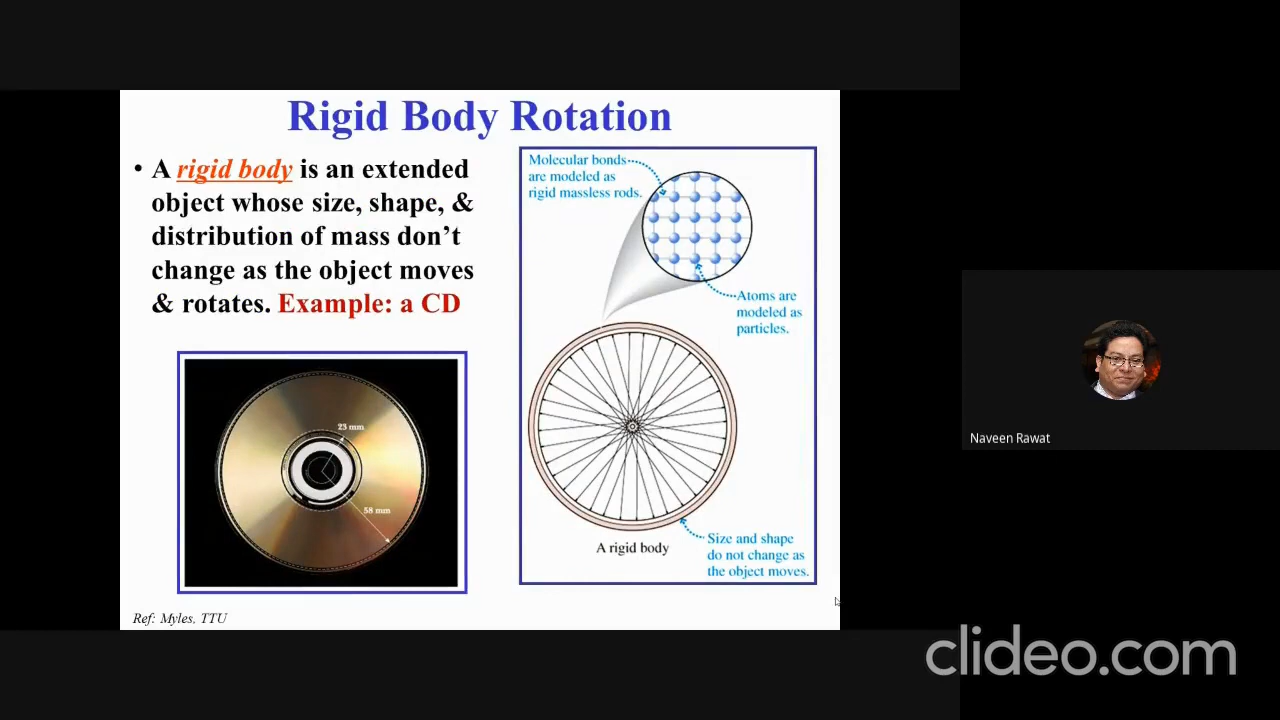 Rigid Body Rotation
• A rigid body is an extended
object whose size, shape, &
distribution of mass don’t
change as the object moves
& rotates. Example: a CD
23 mm
58 mm
Ref: Myles, TTU
Molecular bonds
are modeled as
rigid massless rods.
Atoms are
modeled as
particles.
A rigid body
Size and shape
do not change as
the object moves.
Naveen Rawat
clideo.com